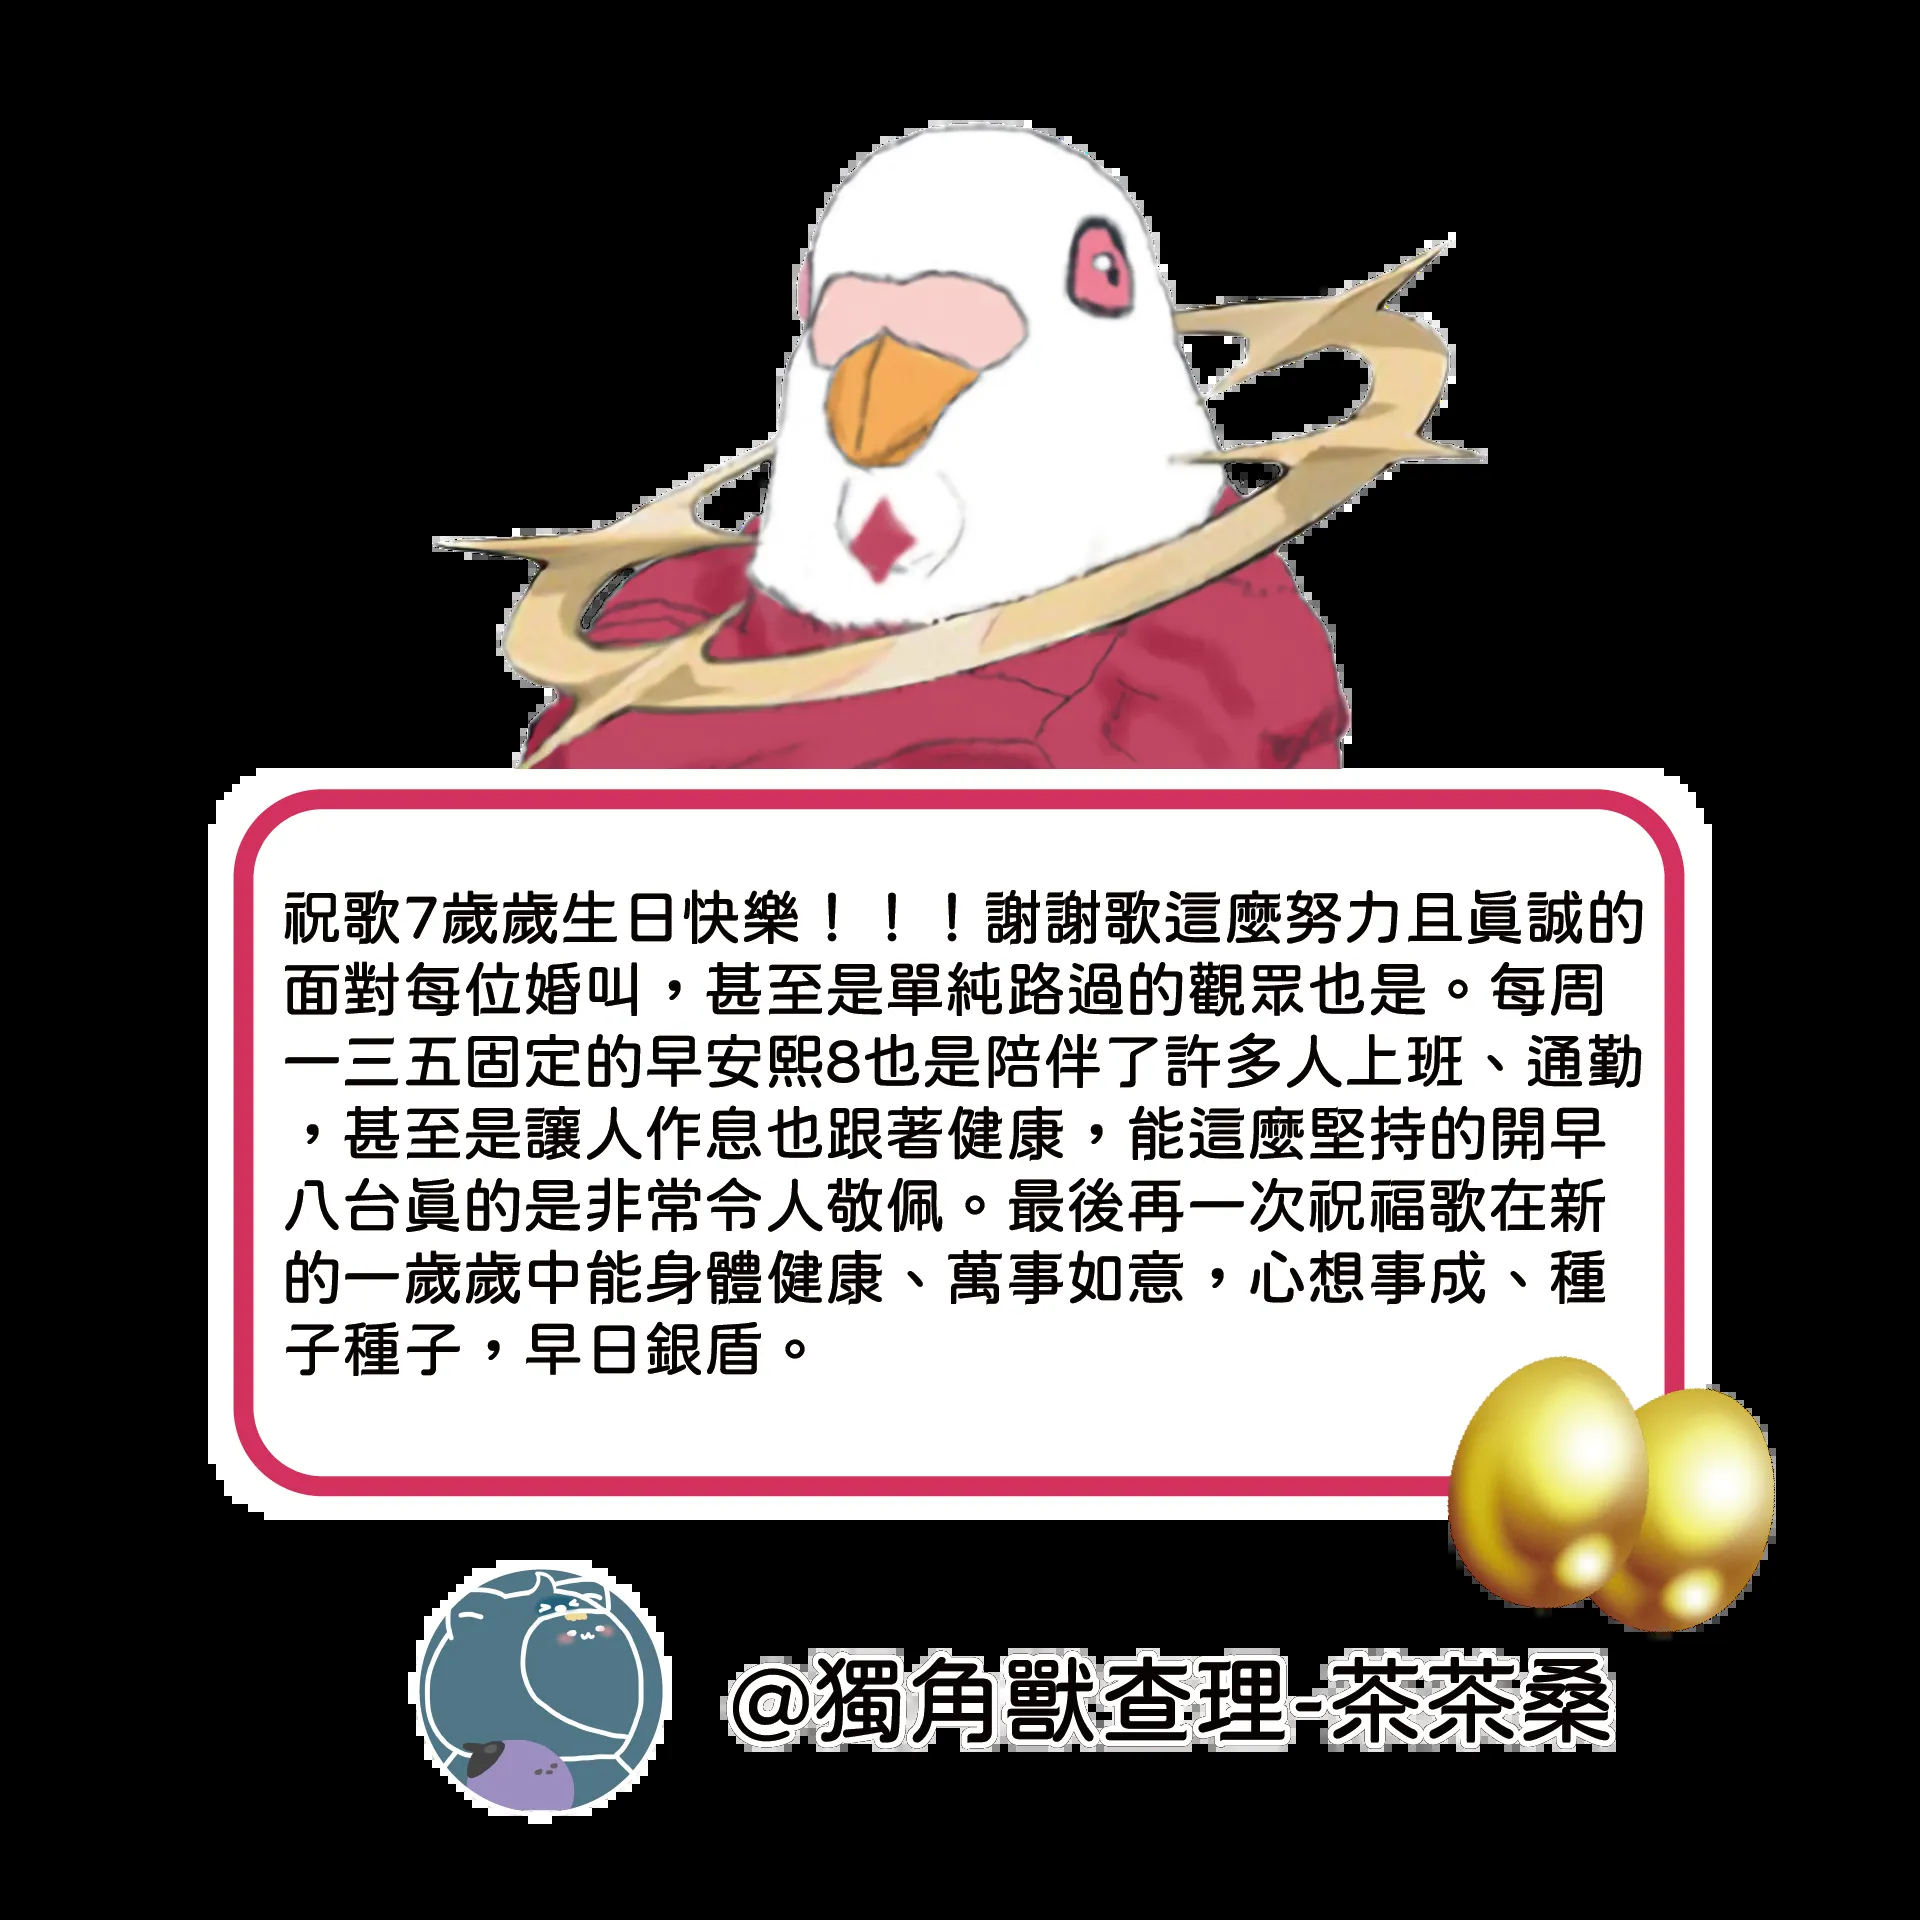 祝歌7歲歲生日快樂！！！謝謝歌這麼努力且眞誠的
面對每位婚叫，甚至是單純路過的觀眾也是。每周
一三五固定的早安熙8也是陪伴了許多人上班、通勤
，甚至是讓人作息也跟著健康，能這麼堅持的開早
八台眞的是非常令人敬佩。最後再一次祝福歌在新
的一歲歲中能身體健康、萬事如意，心想事成、種
子種子，早日銀盾。
@獨角獸查理-茶茶桑